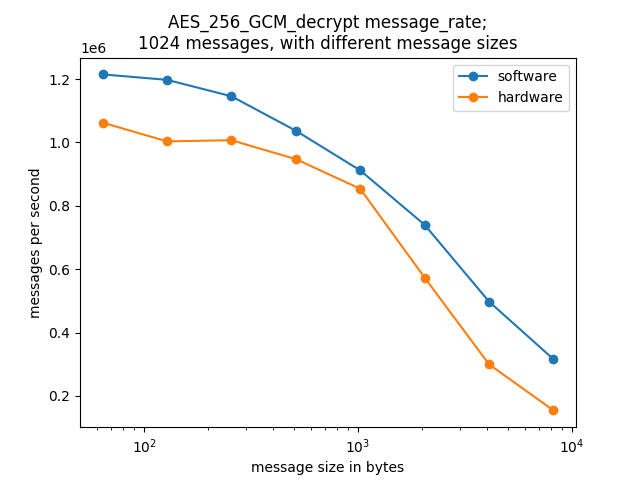 AES_256_GCM_decrypt message_rate;
1024 messages, with different message sizes
1e6
software
hardware
1.2
1.0
0.8
0.6
0.4
0.2
messages per second
10²
10³
10⁴
message size in bytes